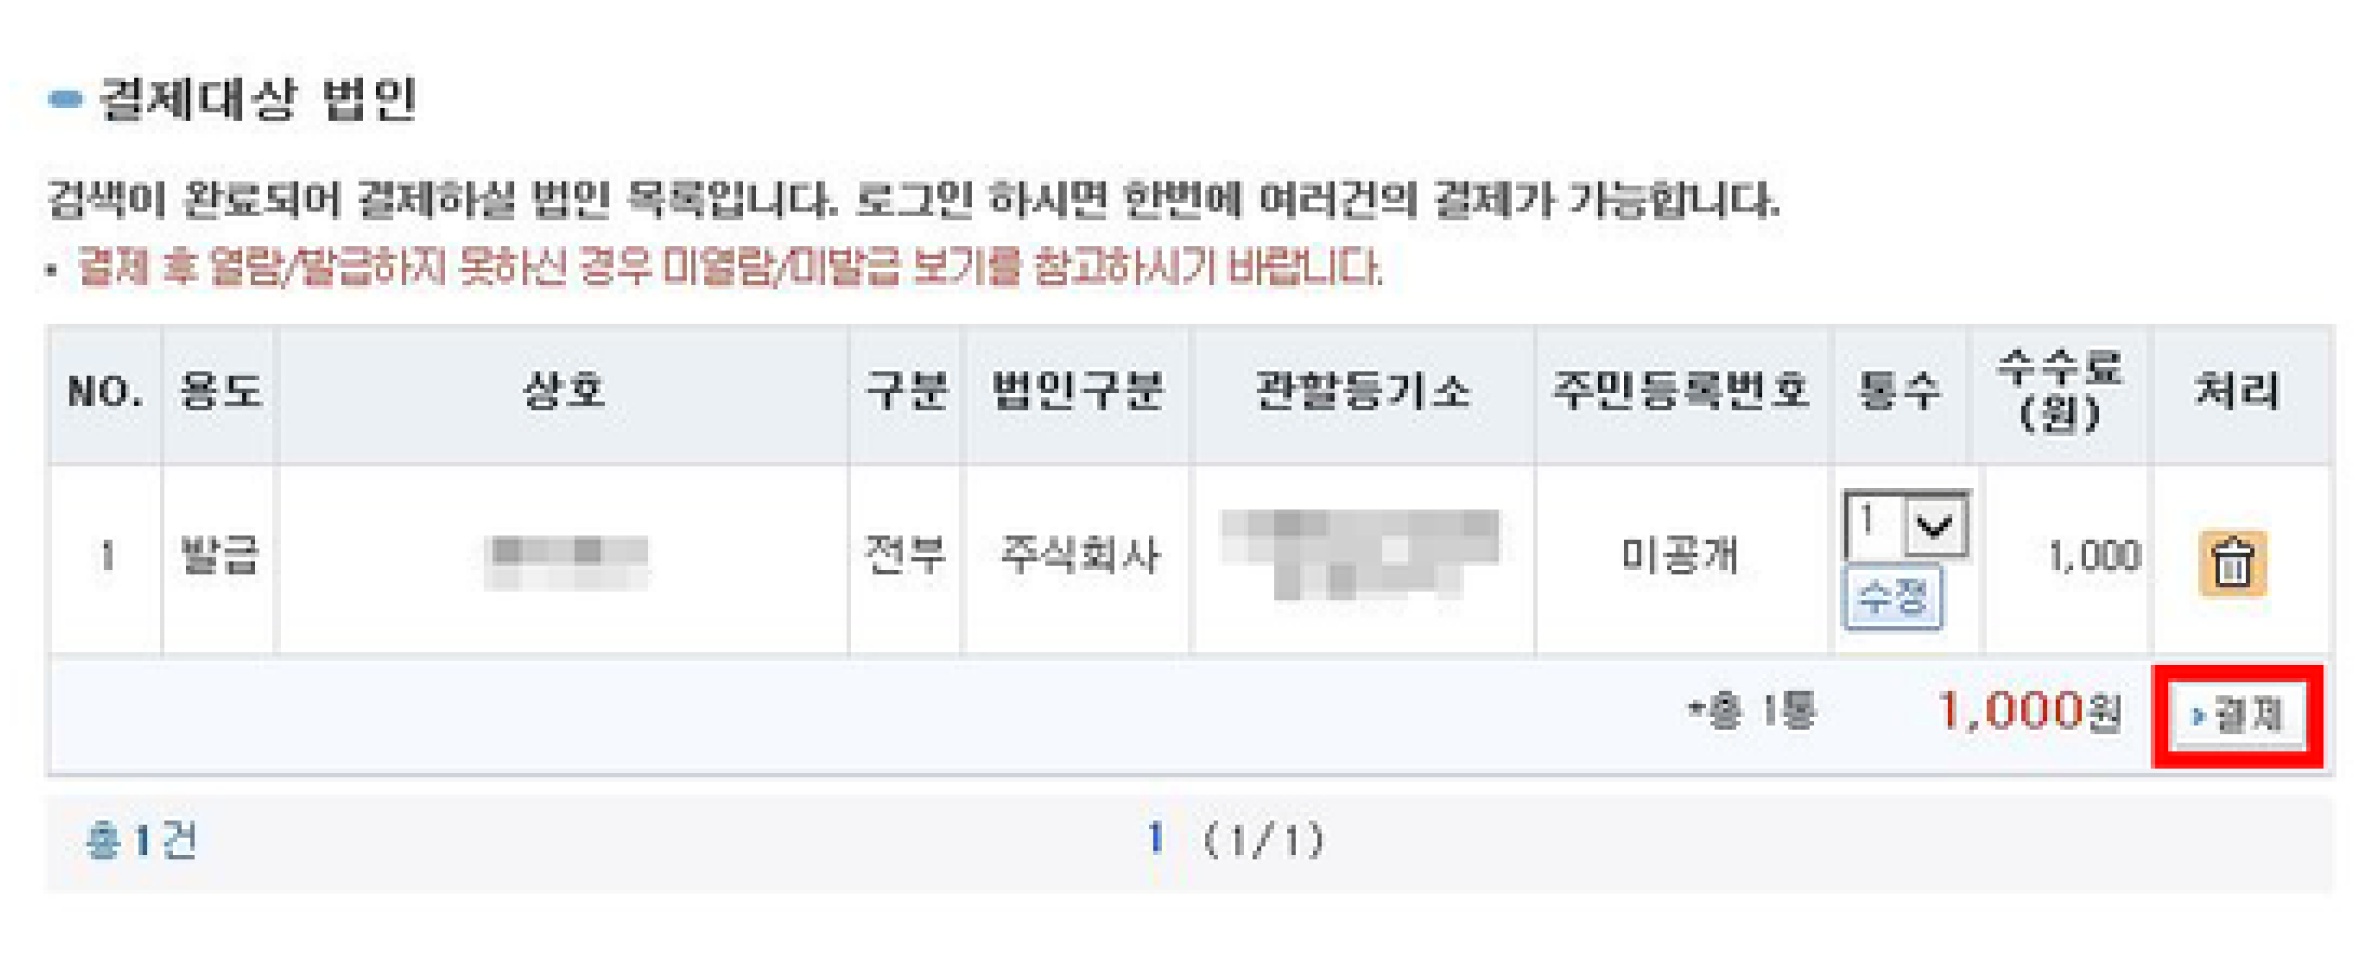 결제대상 법인
검색이 완료되어 결제하실 법인 목록입니다. 로그인 하시면 한번에 여러건의 결제가 가능합니다.
• 결제 후 열람/발급하지 못하신 경우 미열람/미발급 보기를 참고하시기 바랍니다.
NO. 용도 상호 구분 법인구분 관할등기소 주민등록번호 통수 수수료 (원) 처리
1 발급 전부 주식회사 미공개 1 수정 1,000
*총 1통 1,000원 결제
총 1 건 1 (1/1)